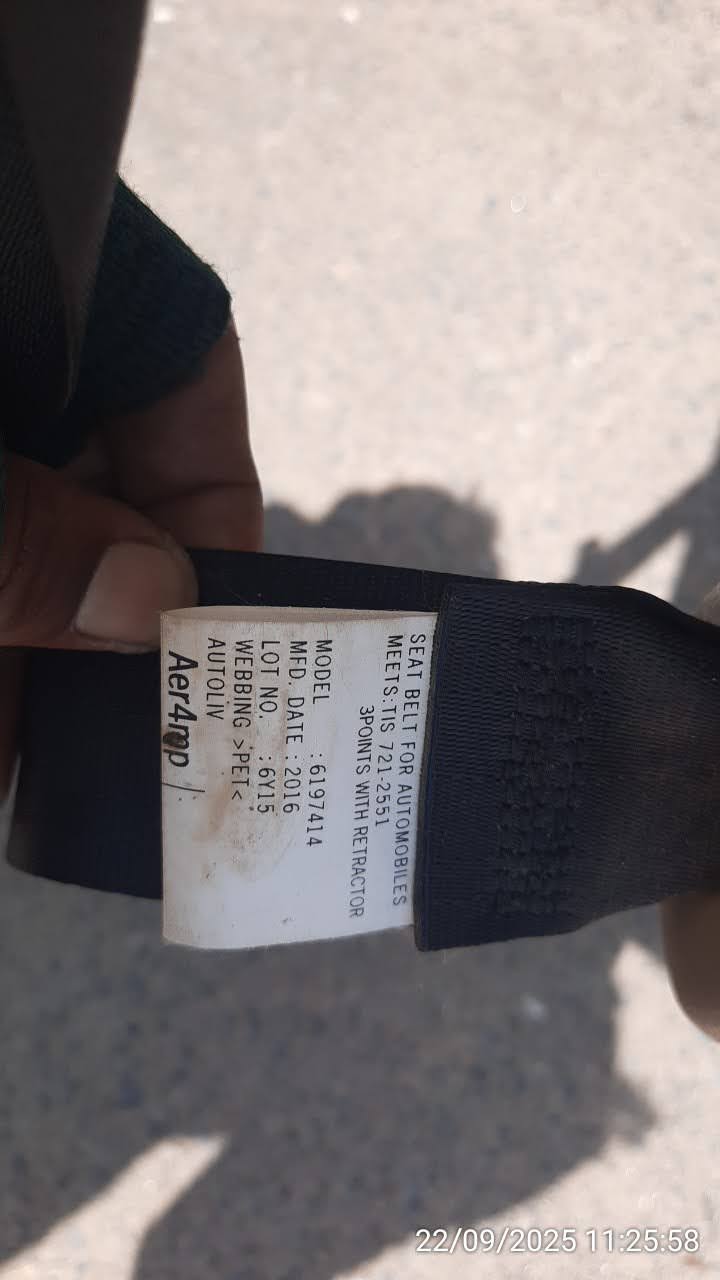 SEAT BELT FOR AUTOMOBILES
MEETS:TIS 721-2551
3POINTS WITH RETRACTOR
MODEL :6197414
MFD. DATE :2016
LOT NO. :6Y15
WEBBING >PET<
AUTOLIV
Aer4mp
22/09/2025 11:25:58